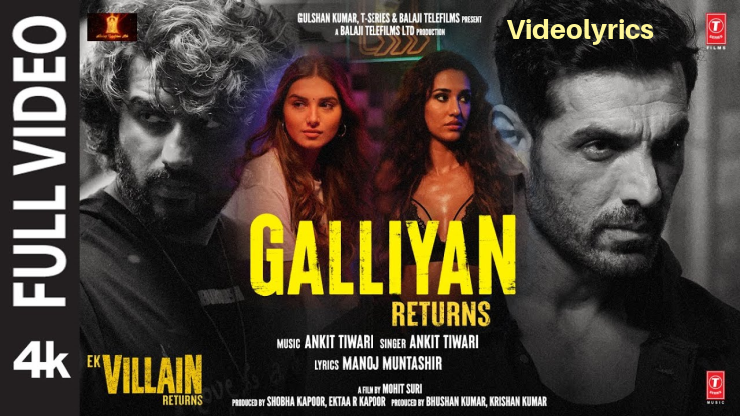 GULSHAN KUMAR, T-SERIES & BALAJI TELEFILMS PRESENT
A BALAJI TELEFILMS LTD PRODUCTION
Videolyrics
T
FILMS
FULL VIDEO
4k
GALLIYAN
RETURNS
MUSIC ANKIT TIWARI SINGER ANKIT TIWARI
LYRICS MANOJ MUNTASHIR
EK
VILLAIN
RETURNS
A FILM BY MOHIT SURI
PRODUCED BY SHOBHA KAPOOR, EKTAA R KAPOOR PRODUCED BY BHUSHAN KUMAR, KRISHAN KUMAR
T
MUSIC